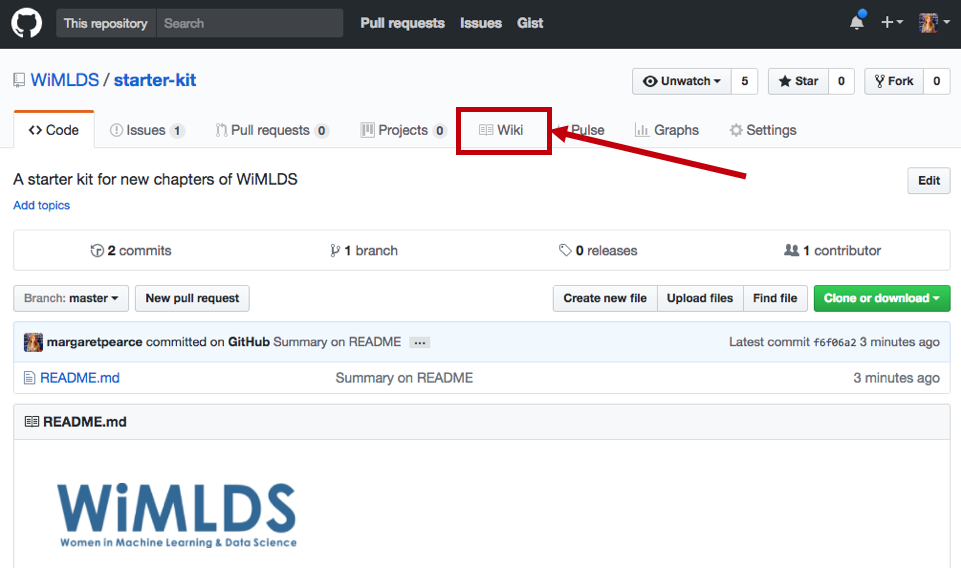 This repository Search Pull requests Issues Gist
WiMLDS / starter-kit Unwatch 5 Star 0 Fork 0
Code Issues 1 Pull requests 0 Projects 0 Wiki Pulse Graphs Settings
A starter kit for new chapters of WiMLDS Edit
Add topics
2 commits 1 branch 0 releases 1 contributor
Branch: master New pull request Create new file Upload files Find file Clone or download
margaretpearce committed on GitHub Summary on README ... Latest commit f6f06a2 3 minutes ago
README.md Summary on README 3 minutes ago
README.md
WiMLDS
Women in Machine Learning & Data Science